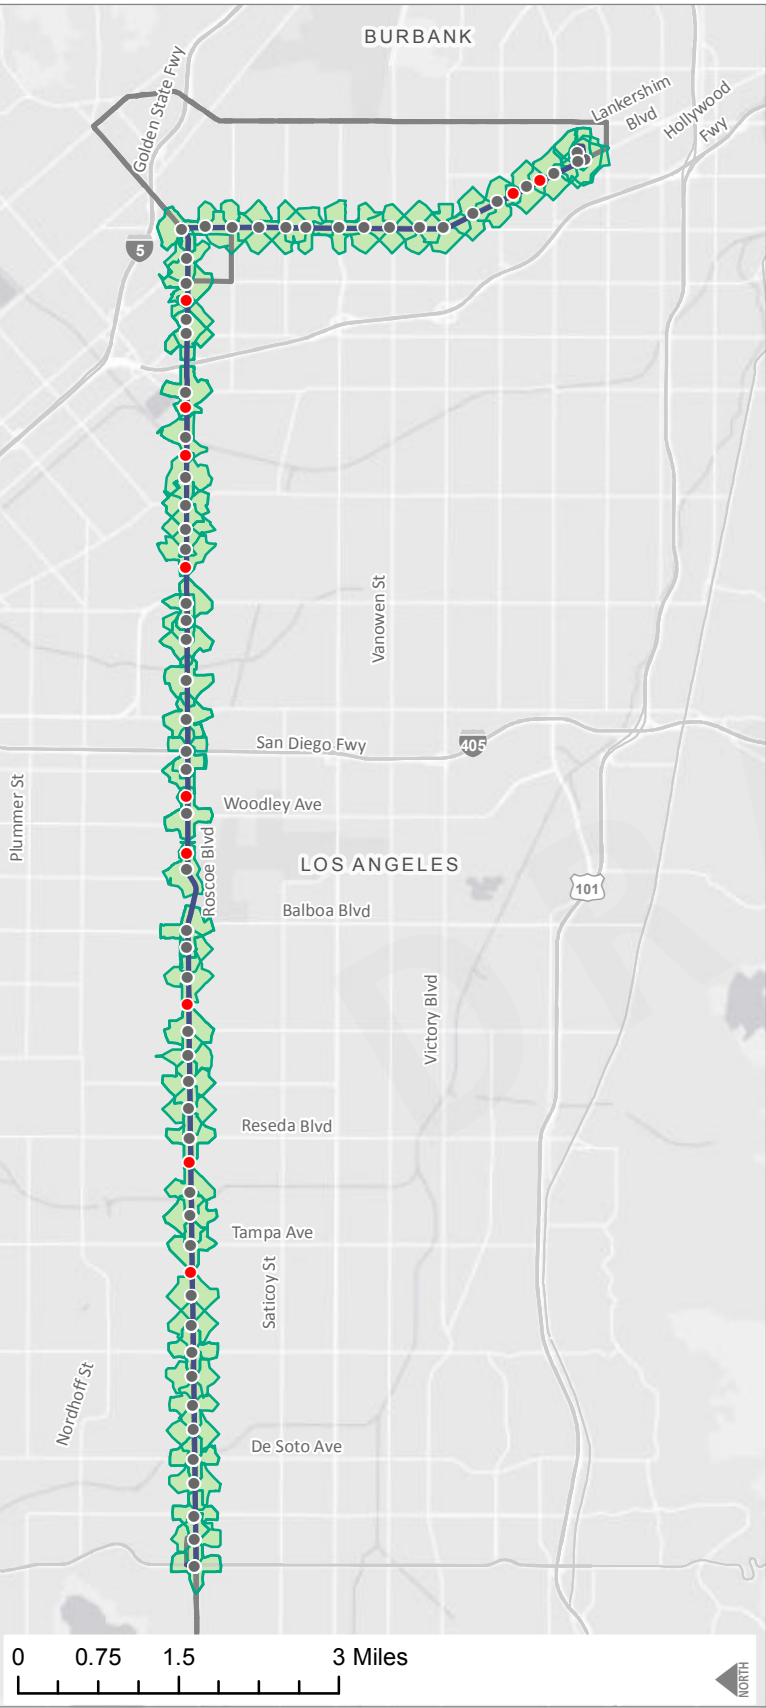 BURBANK
Golden State Fwy
Lankershim
Blvd
Hollywood
Fwy
5
Vanowen St
San Diego Fwy
405
Woodley Ave
Plummer St
Roscoe Blvd
LOS ANGELES
101
Balboa Blvd
Victory Blvd
Reseda Blvd
Tampa Ave
Saticoy St
Nordhoff St
De Soto Ave
0 0.75 1.5 3 Miles
NORTH